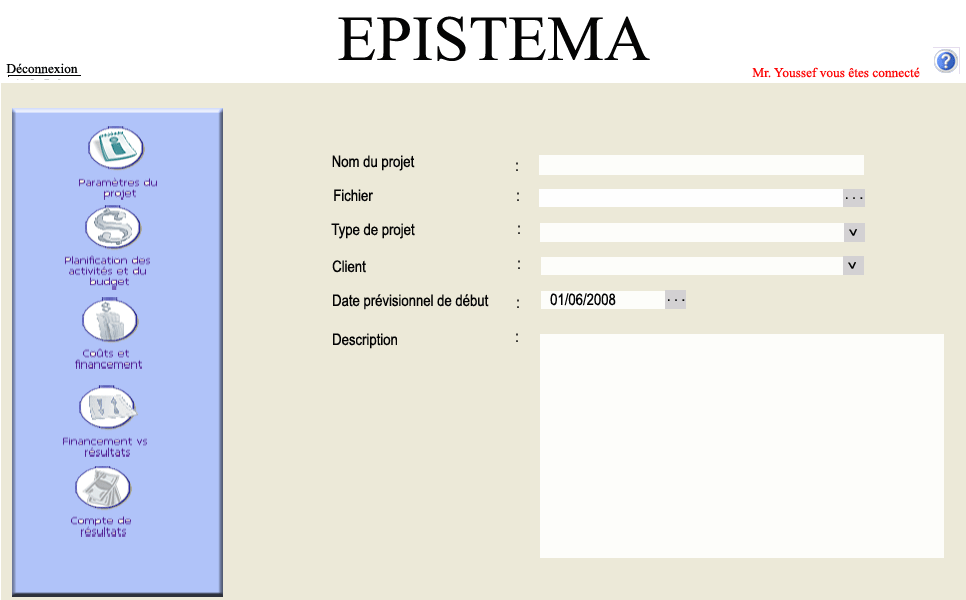 EPISTEMA
Déconnexion
Mr. Youssef vous êtes connecté
?
Paramètres du
projet
Planification des
activités et du
budget
Coûts et
financement
Financement vs
résultats
Compte de
résultats
Nom du projet :
Fichier : ...
Type de projet : v
Client : v
Date prévisionnel de début : 01/06/2008 ...
Description :